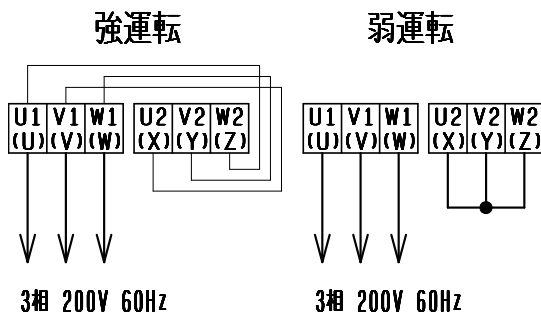 強運転
弱運転
U1 V1 W1 U2 V2 W2
(U) (V) (W) (X) (Y) (Z)
U1 V1 W1 U2 V2 W2
(U) (V) (W) (X) (Y) (Z)
3相 200V 60Hz
3相 200V 60Hz